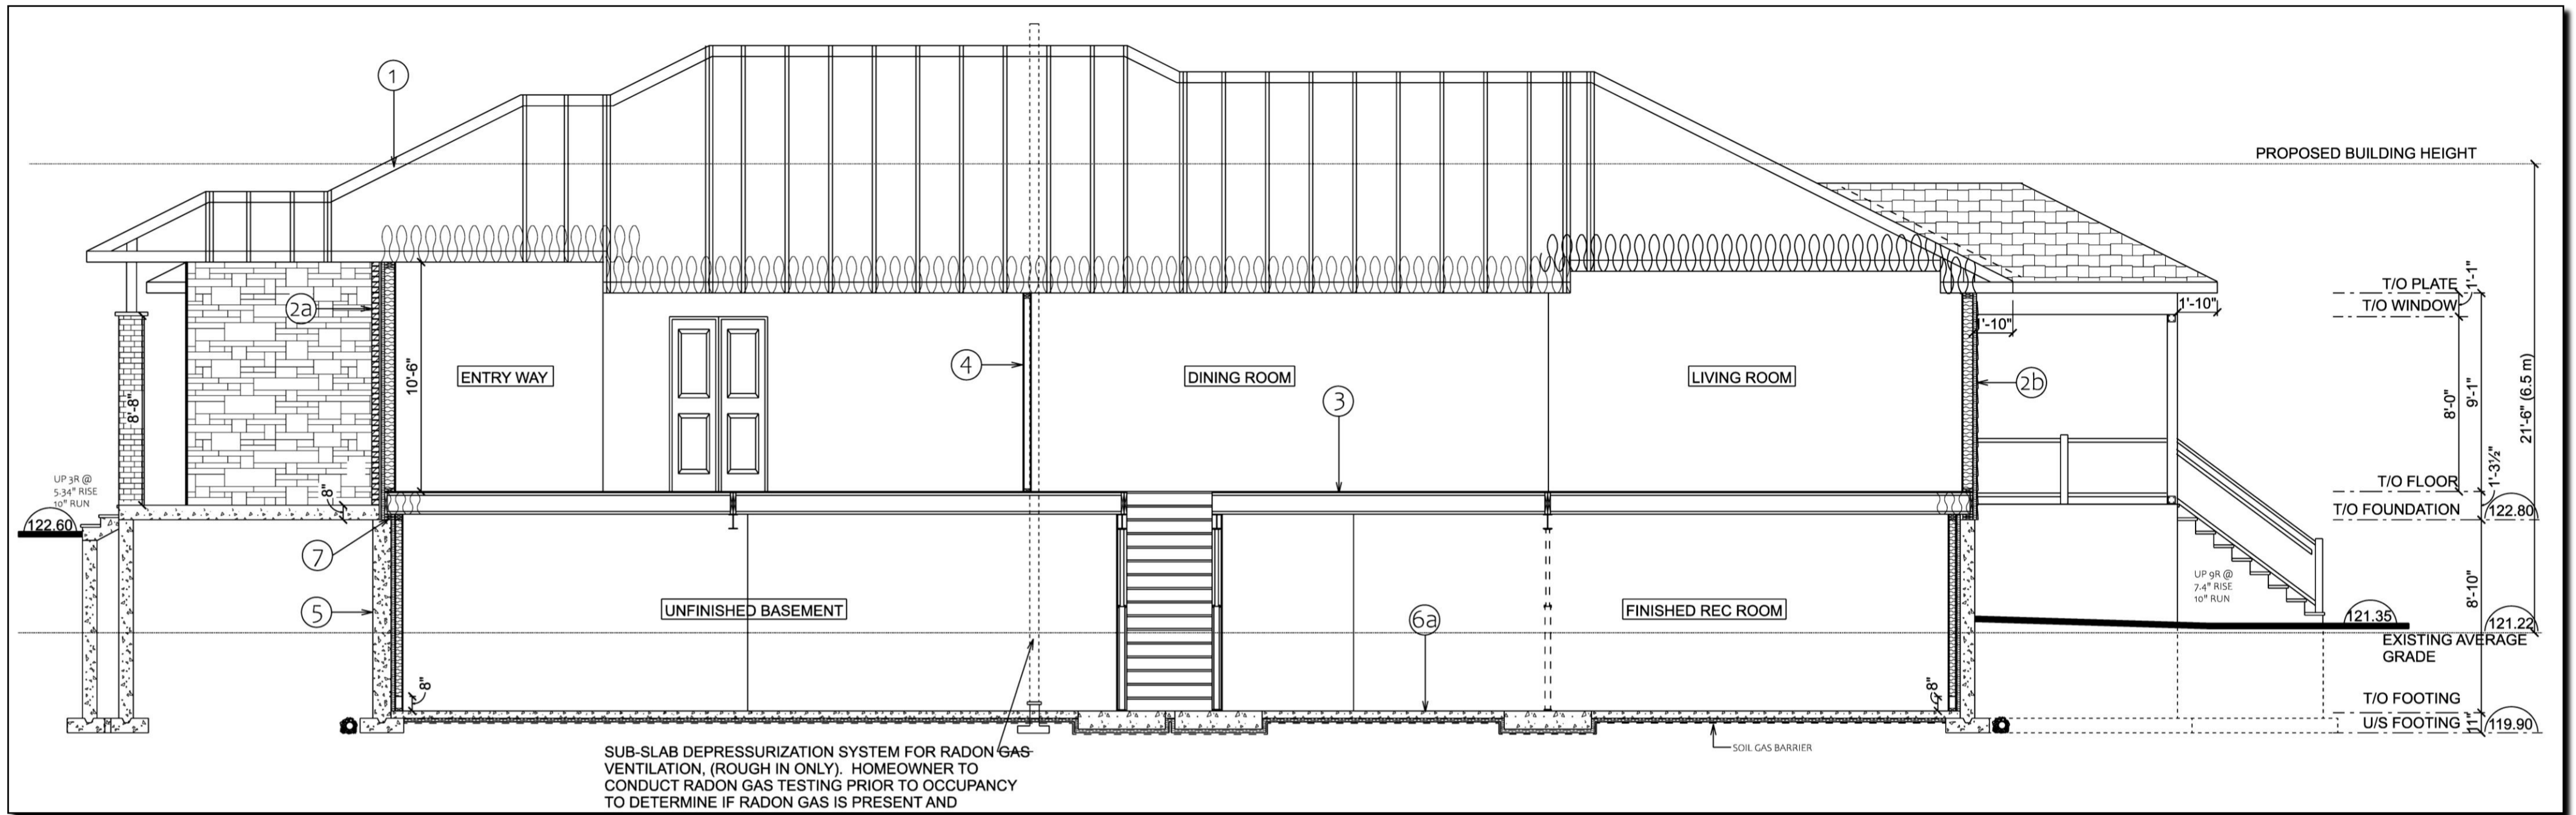 1
PROPOSED BUILDING HEIGHT
2a
T/O PLATE
1'-1"
T/O WINDOW
1'-10"
1'-10"
10'-6"
ENTRY WAY
4
DINING ROOM
LIVING ROOM
2b
8'-8"
3
8'-0"
9'-1"
21'-6" (6.5 m)
UP 3R @
5.34" RISE
10" RUN
8"
T/O FLOOR
1'-3½"
122.60
T/O FOUNDATION
122.80
7
UP 9R @
7.4" RISE
10" RUN
5
UNFINISHED BASEMENT
FINISHED REC ROOM
8'-10"
6a
121.35
121.22
EXISTING AVERAGE
GRADE
8"
8"
T/O FOOTING
U/S FOOTING
11"
119.90
SOIL GAS BARRIER
SUB-SLAB DEPRESSURIZATION SYSTEM FOR RADON GAS
VENTILATION, (ROUGH IN ONLY). HOMEOWNER TO
CONDUCT RADON GAS TESTING PRIOR TO OCCUPANCY
TO DETERMINE IF RADON GAS IS PRESENT AND